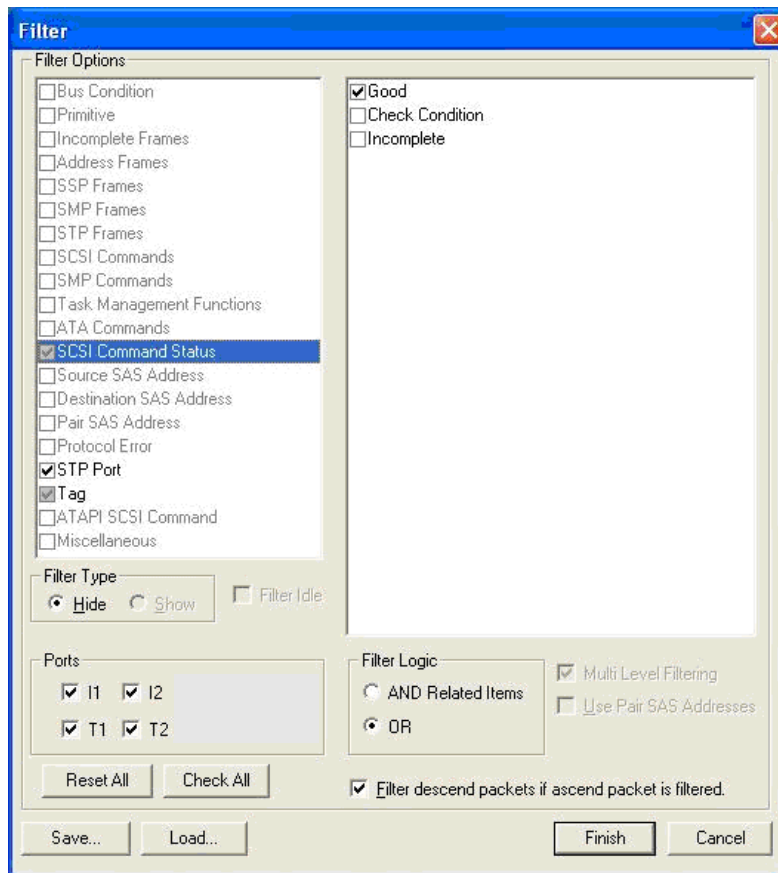 Filter
Filter Options
Bus Condition
Primitive
Incomplete Frames
Address Frames
SSP Frames
SMP Frames
STP Frames
SCSI Commands
SMP Commands
Task Management Functions
ATA Commands
SCSI Command Status
Source SAS Address
Destination SAS Address
Pair SAS Address
Protocol Error
STP Port
Tag
ATAPI SCSI Command
Miscellaneous
Good
Check Condition
Incomplete
Filter Type
Hide Show
Filter Idle
Ports
I1 I2
T1 T2
Filter Logic
AND Related Items
OR
Multi Level Filtering
Use Pair SAS Addresses
Reset All Check All
Filter descend packets if ascend packet is filtered.
Save... Load... Finish Cancel